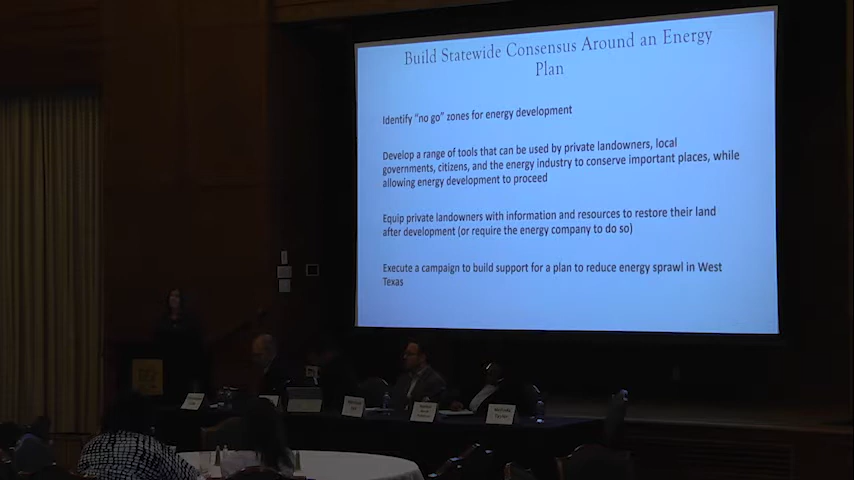 Build Statewide Consensus Around an Energy
Plan
Identify “no go” zones for energy development
Develop a range of tools that can be used by private landowners, local
governments, citizens, and the energy industry to conserve important places, while
allowing energy development to proceed
Equip private landowners with information and resources to restore their land
after development (or require the energy company to do so)
Execute a campaign to build support for a plan to reduce energy sprawl in West
Texas